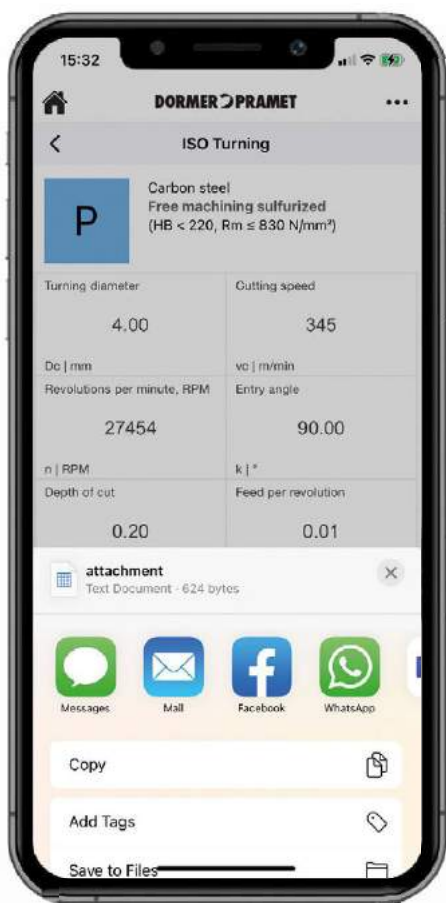 15:32
DORMER PRAMET
ISO Turning
P
Carbon steel
Free machining sulfurized
(HB < 220, Rm ≤ 830 N/mm²)
Turning diameter
Cutting speed
4.00
345
Dc | mm
vc | m/min
Revolutions per minute, RPM
Entry angle
27454
90.00
n | RPM
k | °
Depth of cut
Feed per revolution
0.20
0.01
attachment
Text Document · 624 bytes
Messages
Mail
Facebook
WhatsApp
Copy
Add Tags
Save to Files